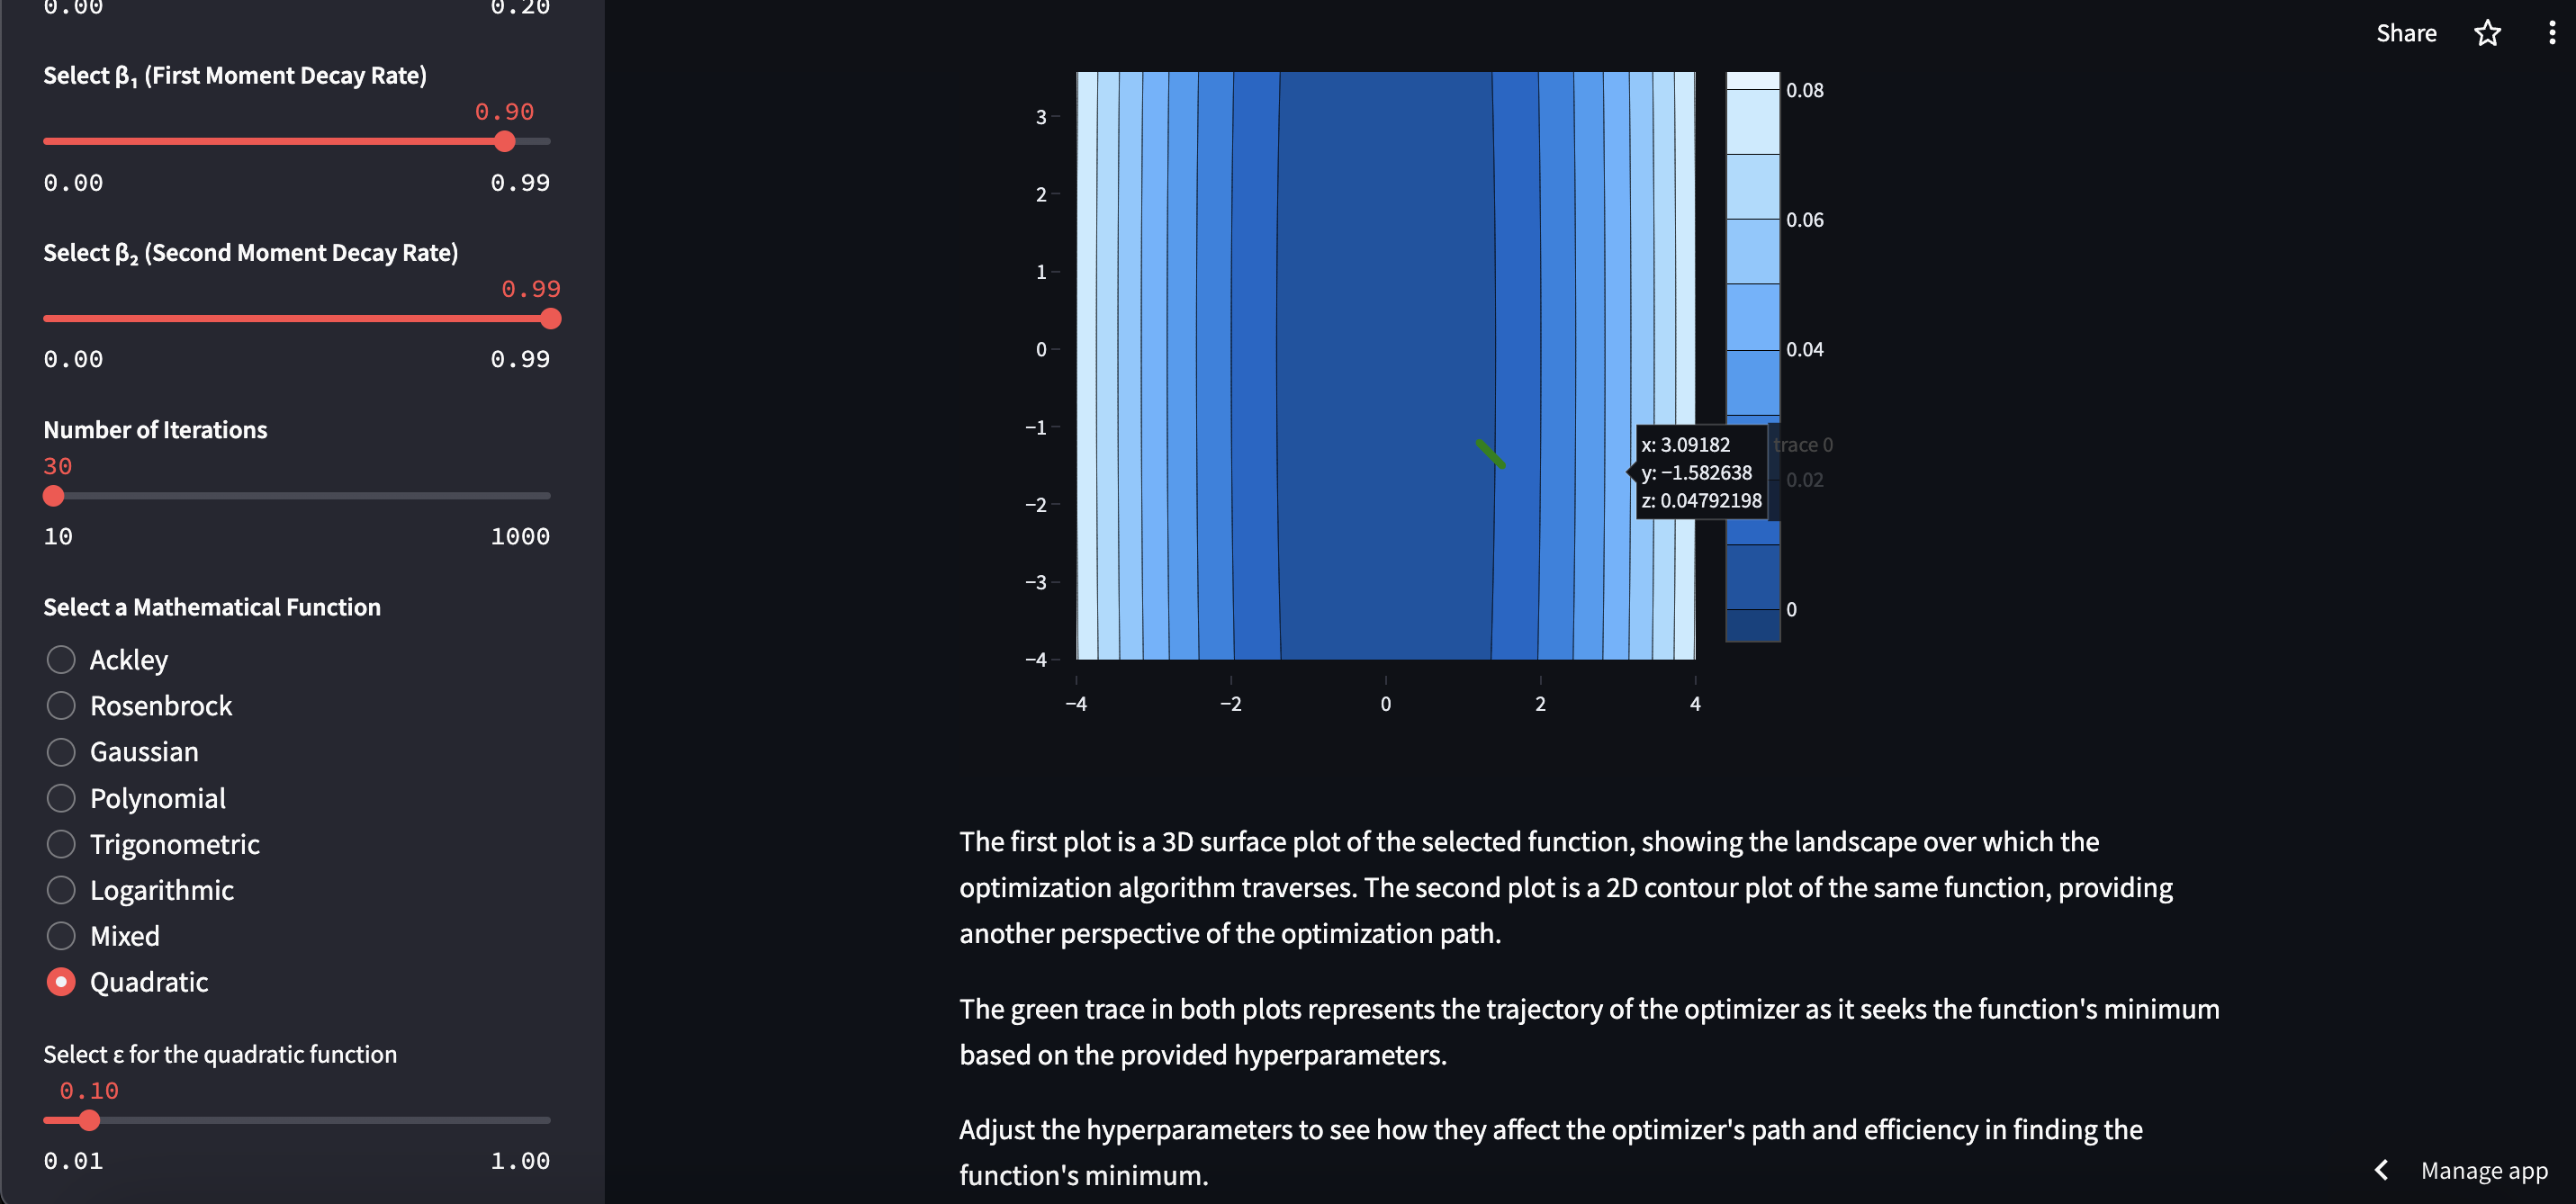 0.00 0.20
Select β₁ (First Moment Decay Rate)
0.90
0.00 0.99
Select β₂ (Second Moment Decay Rate)
0.99
0.00 0.99
Number of Iterations
30
10 1000
Select a Mathematical Function
Ackley
Rosenbrock
Gaussian
Polynomial
Trigonometric
Logarithmic
Mixed
Quadratic
Select ε for the quadratic function
0.10
0.01 1.00
Share
3
2
1
0
−1
−2
−3
−4
−4 −2 0 2 4
0.08
0.06
0.04
0.02
0
x: 3.09182
y: −1.582638
z: 0.04792198
trace 0
The first plot is a 3D surface plot of the selected function, showing the landscape over which the
optimization algorithm traverses. The second plot is a 2D contour plot of the same function, providing
another perspective of the optimization path.
The green trace in both plots represents the trajectory of the optimizer as it seeks the function's minimum
based on the provided hyperparameters.
Adjust the hyperparameters to see how they affect the optimizer's path and efficiency in finding the
function's minimum.
Manage app